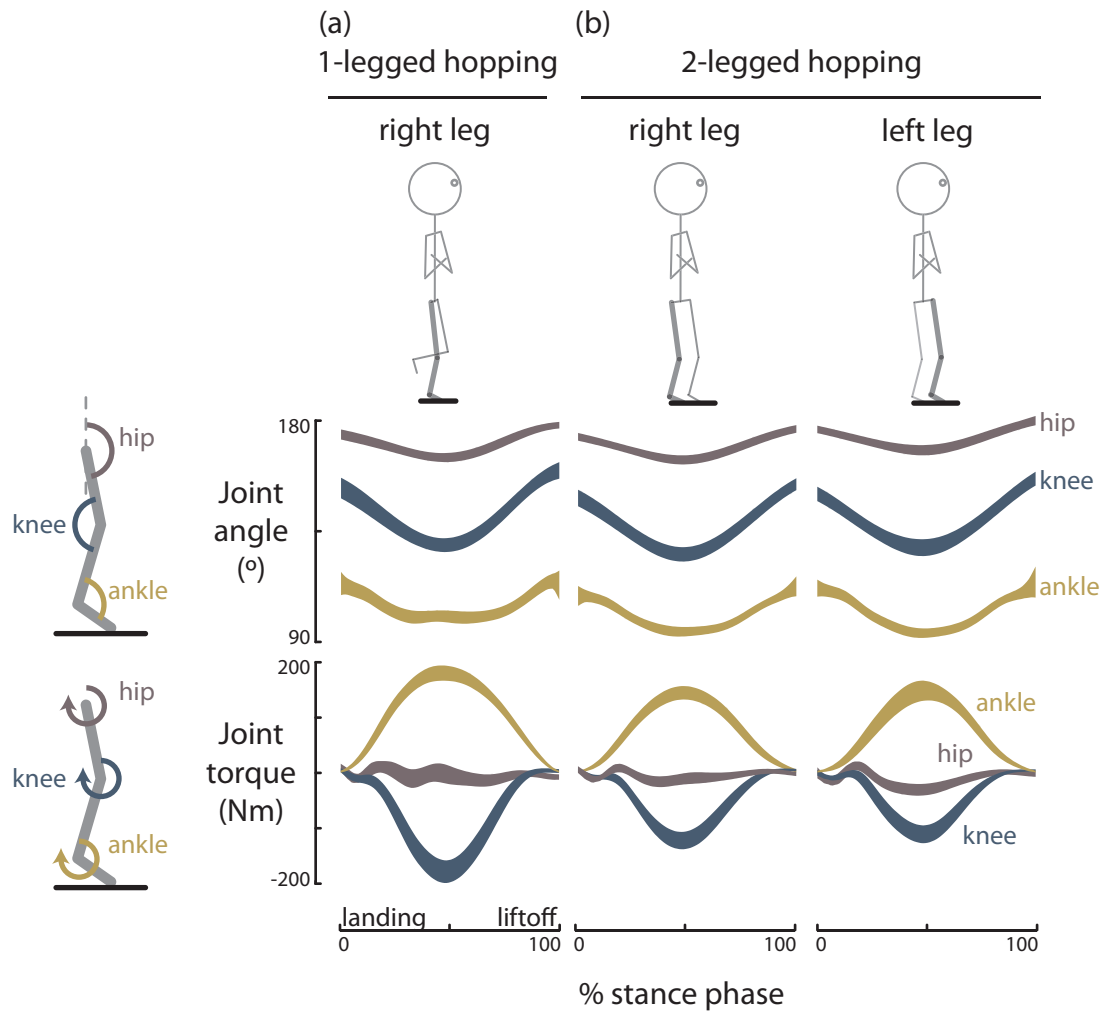 (a)
(b)
1-legged hopping
2-legged hopping
right leg
right leg
left leg
hip
knee
ankle
Joint
angle
(º)
180
90
hip
knee
ankle
hip
knee
ankle
Joint
torque
(Nm)
200
-200
ankle
hip
knee
landing
liftoff
0
100
0
100
0
100
% stance phase